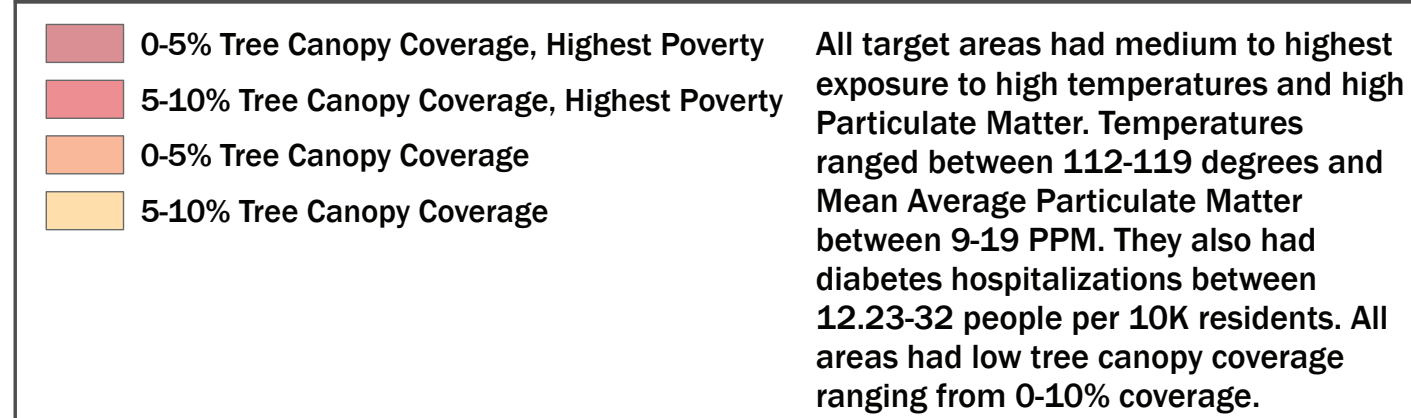 0-5% Tree Canopy Coverage, Highest Poverty
5-10% Tree Canopy Coverage, Highest Poverty
0-5% Tree Canopy Coverage
5-10% Tree Canopy Coverage
All target areas had medium to highest
exposure to high temperatures and high
Particulate Matter. Temperatures
ranged between 112-119 degrees and
Mean Average Particulate Matter
between 9-19 PPM. They also had
diabetes hospitalizations between
12.23-32 people per 10K residents. All
areas had low tree canopy coverage
ranging from 0-10% coverage.